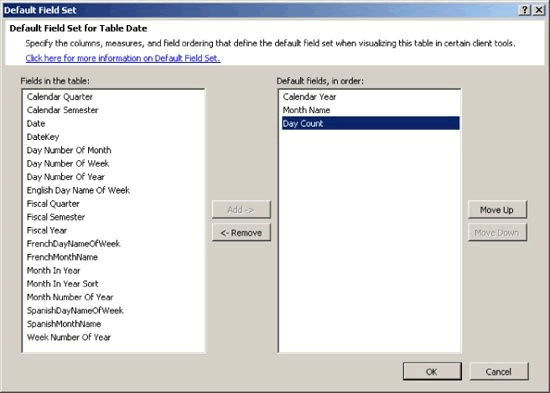 Default Field Set
Default Field Set for Table Date
Specify the columns, measures, and field ordering that define the default field set when visualizing this table in certain client tools.
Click here for more information on Default Field Set.
Fields in the table:
Calendar Quarter
Calendar Semester
Date
DateKey
Day Number Of Month
Day Number Of Week
Day Number Of Year
English Day Name Of Week
Fiscal Quarter
Fiscal Semester
Fiscal Year
FrenchDayNameOfWeek
FrenchMonthName
Month In Year
Month In Year Sort
Month Number Of Year
SpanishDayNameOfWeek
SpanishMonthName
Week Number Of Year
Add ->
<- Remove
Default fields, in order:
Calendar Year
Month Name
Day Count
Move Up
Move Down
OK
Cancel